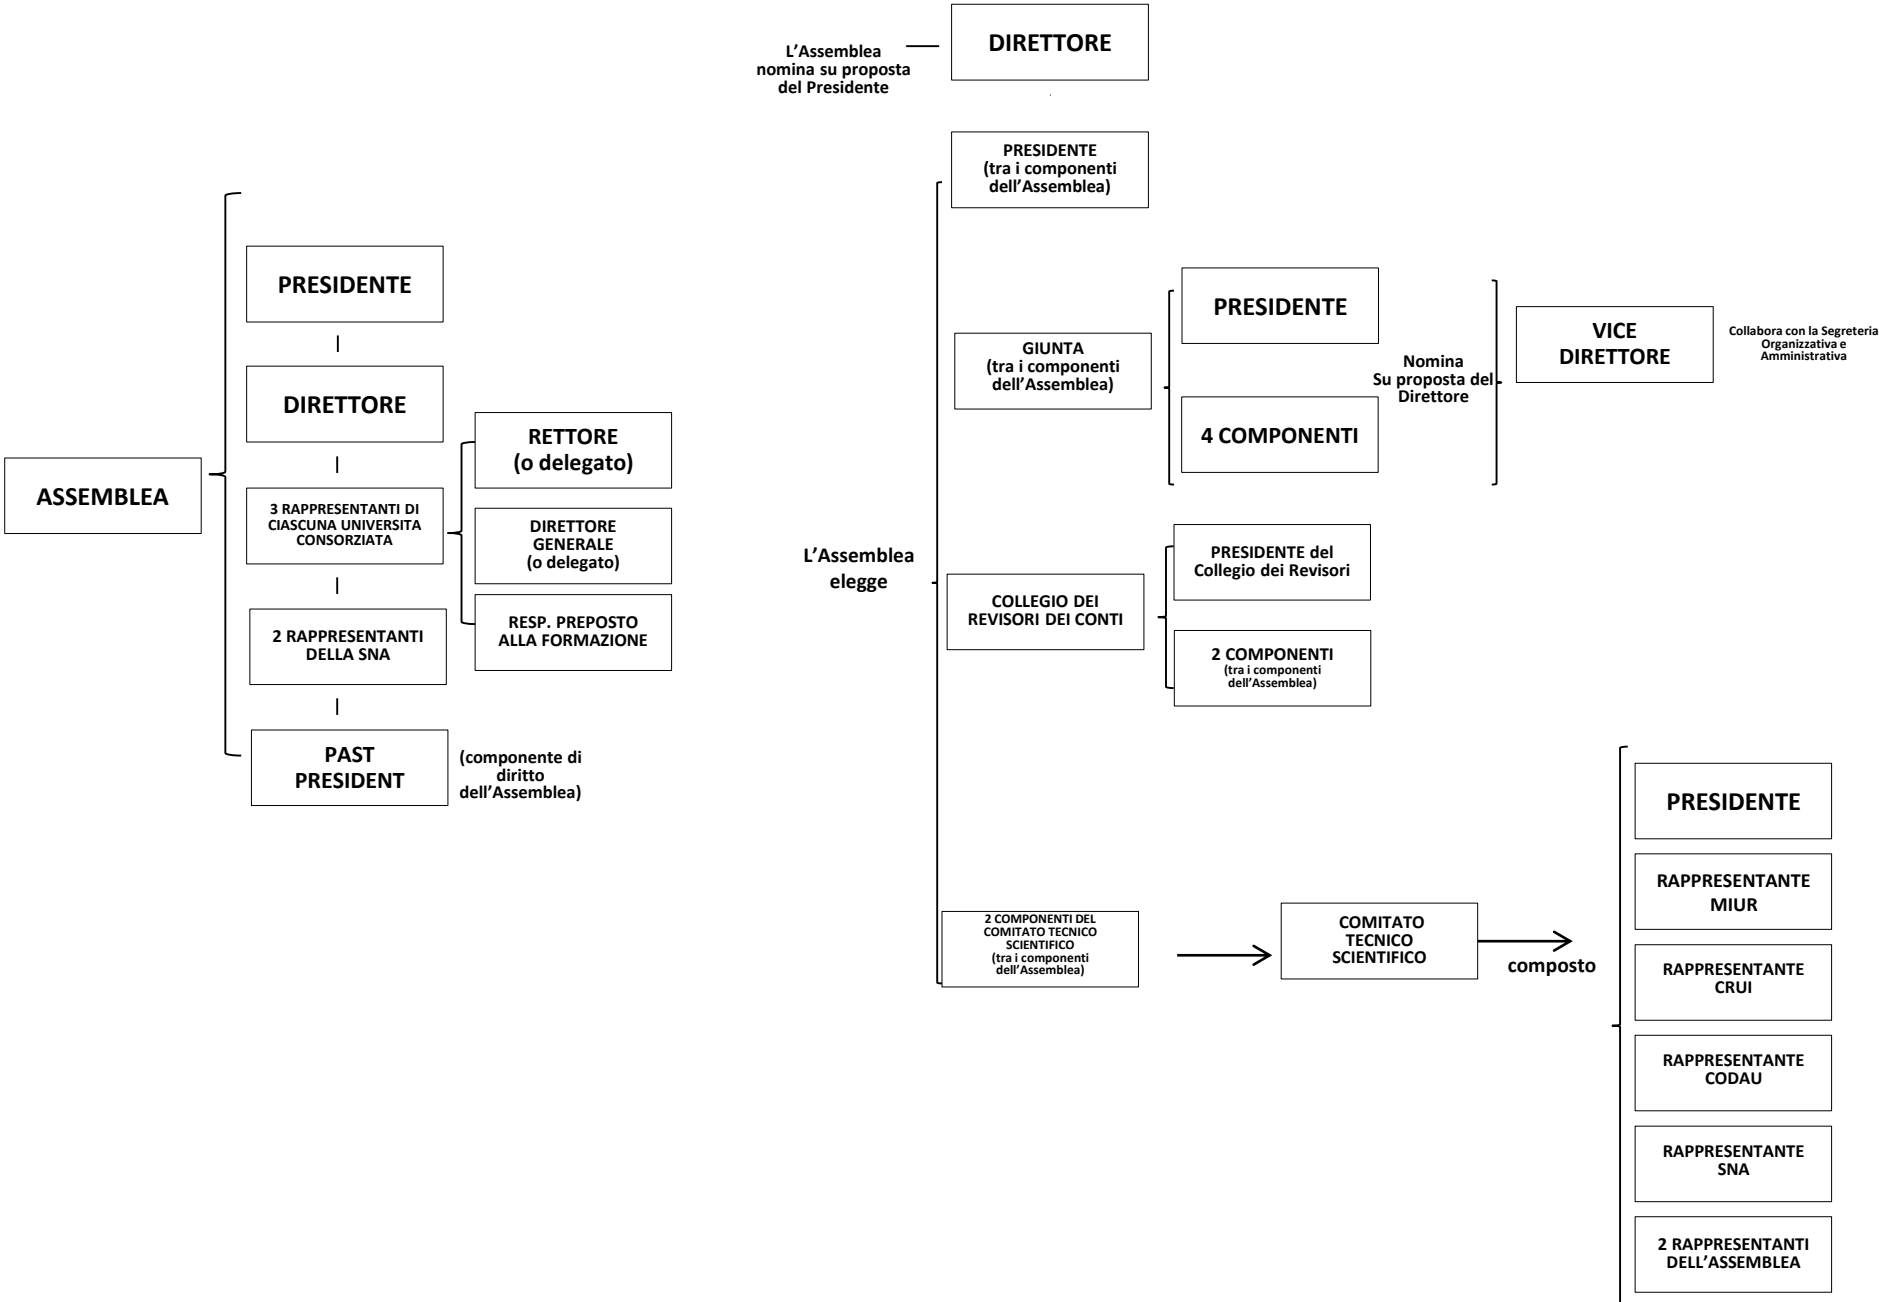 ASSEMBLEA
PRESIDENTE
DIRETTORE
3 RAPPRESENTANTI DI
CIASCUNA UNIVERSITA
CONSORZIATA
RETTORE
(o delegato)
DIRETTORE
GENERALE
(o delegato)
RESP. PREPOSTO
ALLA FORMAZIONE
2 RAPPRESENTANTI
DELLA SNA
PAST
PRESIDENT
(componente di
diritto
dell’Assemblea)
L’Assemblea
nomina su proposta
del Presidente
DIRETTORE
L’Assemblea
elegge
PRESIDENTE
(tra i componenti
dell’Assemblea)
GIUNTA
(tra i componenti
dell’Assemblea)
PRESIDENTE
4 COMPONENTI
Nomina
Su proposta del
Direttore
VICE
DIRETTORE
Collabora con la Segreteria
Organizzativa e
Amministrativa
COLLEGIO DEI
REVISORI DEI CONTI
PRESIDENTE del
Collegio dei Revisori
2 COMPONENTI
(tra i componenti
dell’Assemblea)
2 COMPONENTI DEL
COMITATO TECNICO
SCIENTIFICO
(tra i componenti
dell’Assemblea)
COMITATO
TECNICO
SCIENTIFICO
composto
PRESIDENTE
RAPPRESENTANTE
MIUR
RAPPRESENTANTE
CRUI
RAPPRESENTANTE
CODAU
RAPPRESENTANTE
SNA
2 RAPPRESENTANTI
DELL’ASSEMBLEA